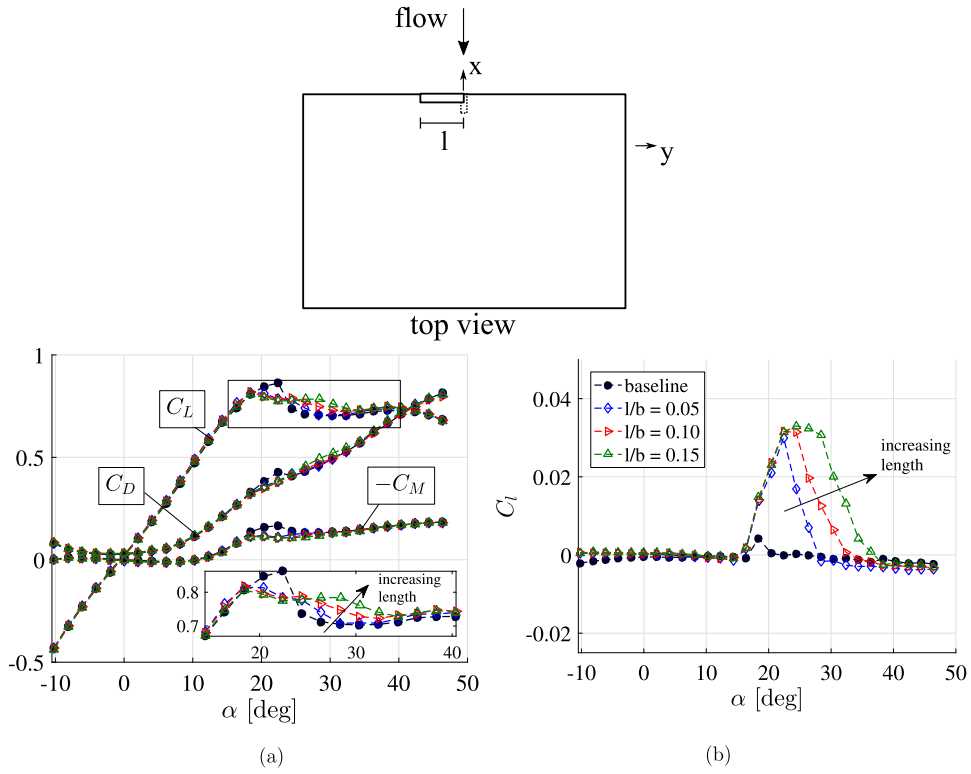 flow
x
l
y
top view
1
0.5
0
-0.5
C_L
C_D
−C_M
0.8
0.7
20
30
40
increasing
length
-10
0
10
20
30
40
50
α [deg]
(a)
0.04
0.02
0
-0.02
C_l
baseline
l/b = 0.05
l/b = 0.10
l/b = 0.15
increasing
length
-10
0
10
20
30
40
50
α [deg]
(b)